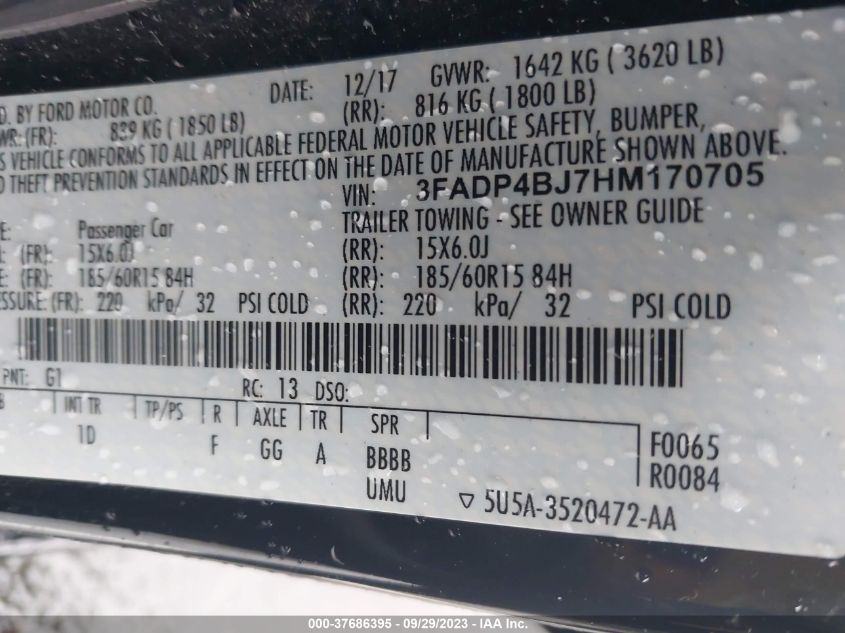 D. BY FORD MOTOR CO. DATE: 12/17 GVWR: 1642 KG ( 3620 LB)
WR: (FR): 839 KG ( 1850 LB) (RR): 816 KG ( 1800 LB)
S VEHICLE CONFORMS TO ALL APPLICABLE FEDERAL MOTOR VEHICLE SAFETY, BUMPER,
D THEFT PREVENTION STANDARDS IN EFFECT ON THE DATE OF MANUFACTURE SHOWN ABOVE.
VIN: 3FADP4BJ7HM170705
E: Passenger Car TRAILER TOWING - SEE OWNER GUIDE
(FR): 15X6.0J (RR): 15X6.0J
E: (FR): 185/60R15 84H (RR): 185/60R15 84H
ESSURE: (FR): 220 kPa/ 32 PSI COLD (RR): 220 kPa/ 32 PSI COLD
PNT: G1 RC: 13 DSO:
B INT TR TP/PS R AXLE TR SPR
1D F GG A BBBB F0065
UMU R0084
▽ 5U5A-3520472-AA
000-37686395 - 09/29/2023 - IAA Inc.